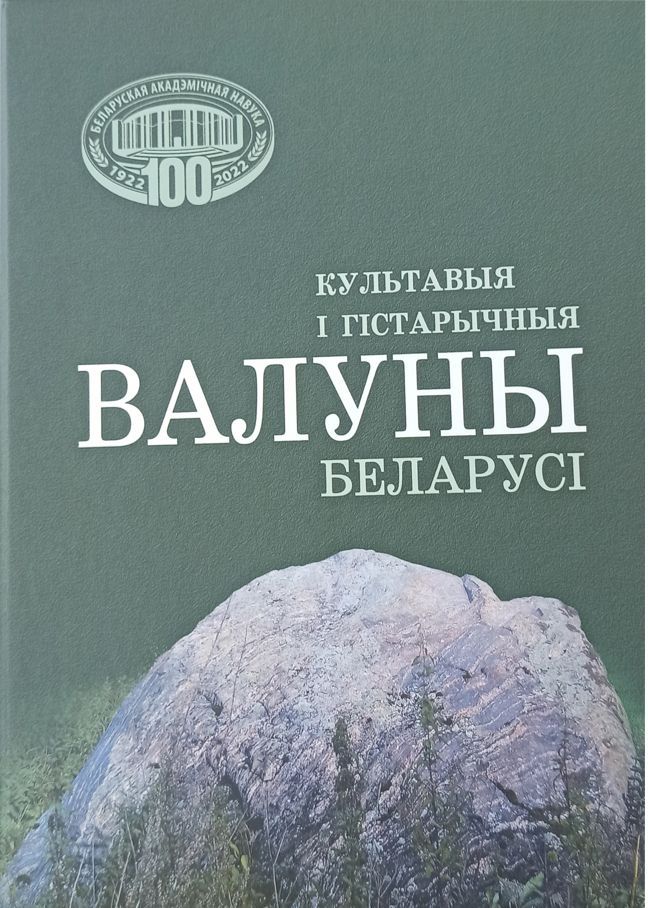 БЕЛАРУСКАЯ АКАДЭМІЧНАЯ НАВУКА
1922 100 2022
КУЛЬТАВЫЯ
І ГІСТАРЫЧНЫЯ
ВАЛУНЫ
БЕЛАРУСІ